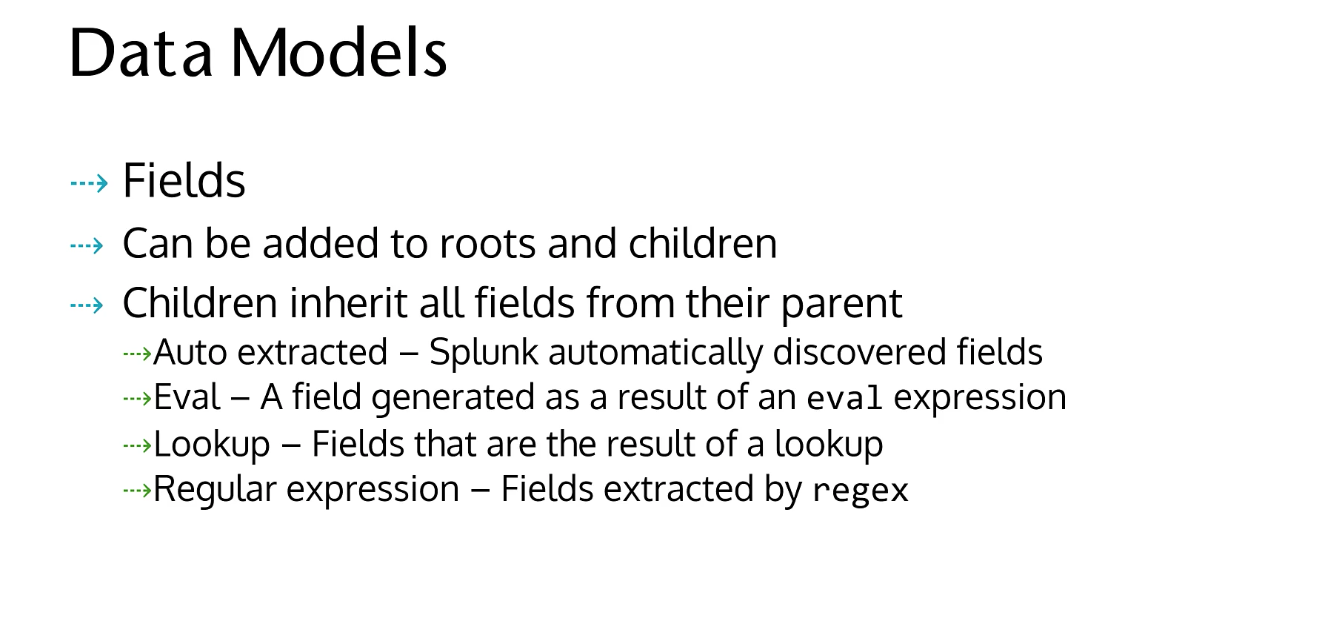 Data Models
Fields
Can be added to roots and children
Children inherit all fields from their parent
Auto extracted – Splunk automatically discovered fields
Eval – A field generated as a result of an eval expression
Lookup – Fields that are the result of a lookup
Regular expression – Fields extracted by regex